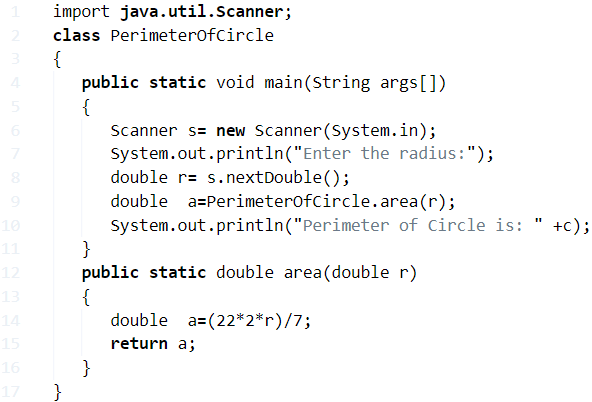 1 import java.util.Scanner;
2 class PerimeterOfCircle
3 {
4 public static void main(String args[])
5 {
6 Scanner s= new Scanner(System.in);
7 System.out.println("Enter the radius:");
8 double r= s.nextDouble();
9 double  a=PerimeterOfCircle.area(r);
10 System.out.println("Perimeter of Circle is: " +c);
11 }
12 public static double area(double r)
13 {
14 double  a=(22*2*r)/7;
15 return a;
16 }
17 }